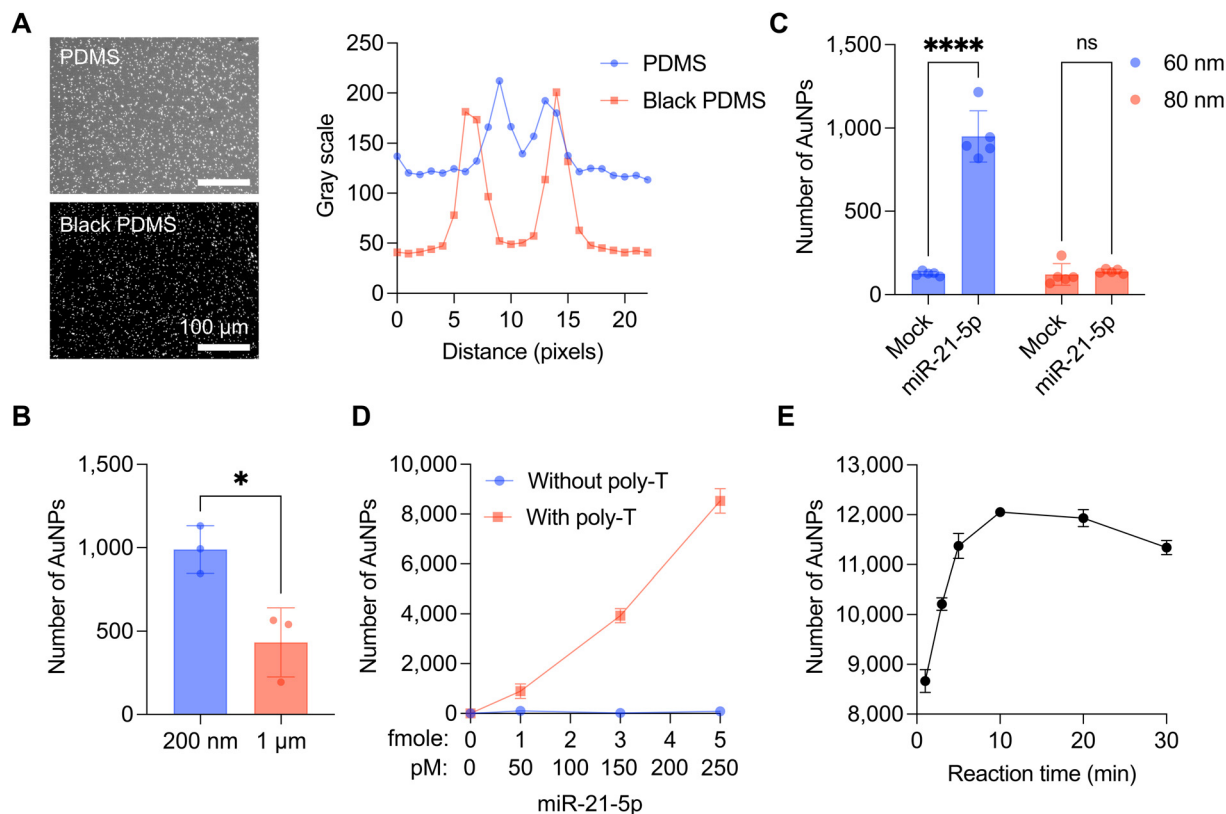 A
PDMS
Black PDMS
100 μm
Gray scale
250
200
150
100
50
0
0 5 10 15 20
Distance (pixels)
PDMS
Black PDMS
C
Number of AuNPs
1,500
1,000
500
0
****
ns
Mock
miR-21-5p
Mock
miR-21-5p
60 nm
80 nm
B
Number of AuNPs
1,500
1,000
500
0
*
200 nm 1 μm
D
Number of AuNPs
10,000
8,000
6,000
4,000
2,000
0
Without poly-T
With poly-T
fmole: 0 1 2 3 4 5
pM: 0 50 100 150 200 250
miR-21-5p
E
Number of AuNPs
13,000
12,000
11,000
10,000
9,000
8,000
0 10 20 30
Reaction time (min)